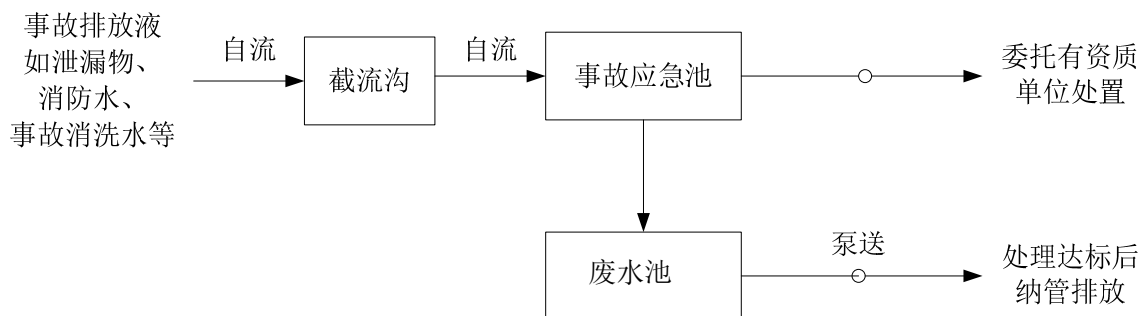 事故排放液
如泄漏物、
消防水、
事故消洗水等
自流
截流沟
自流
事故应急池
委托有资质
单位处置
废水池
泵送
处理达标后
纳管排放